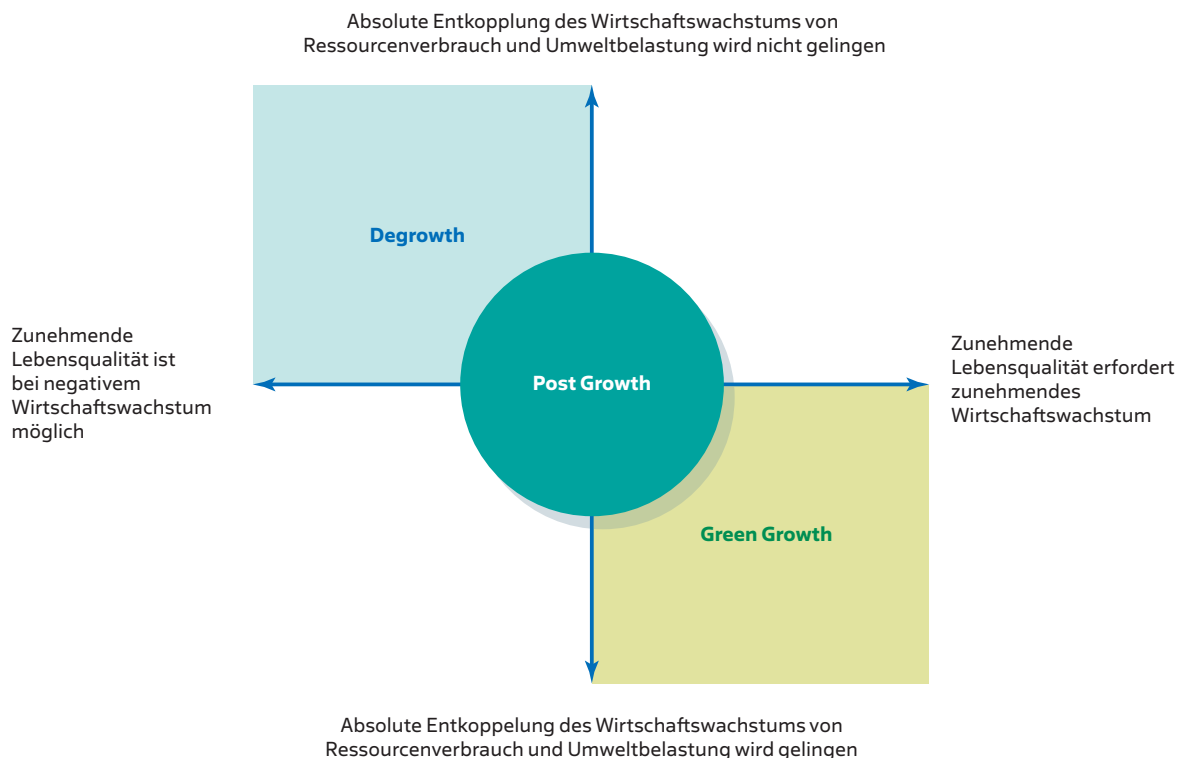 Absolute Entkopplung des Wirtschaftswachstums von
Ressourcenverbrauch und Umweltbelastung wird nicht gelingen
Degrowth
Zunehmende
Lebensqualität ist
bei negativem
Wirtschaftswachstum
möglich
Post Growth
Zunehmende
Lebensqualität erfordert
zunehmendes
Wirtschaftswachstum
Green Growth
Absolute Entkoppelung des Wirtschaftswachstums von
Ressourcenverbrauch und Umweltbelastung wird gelingen